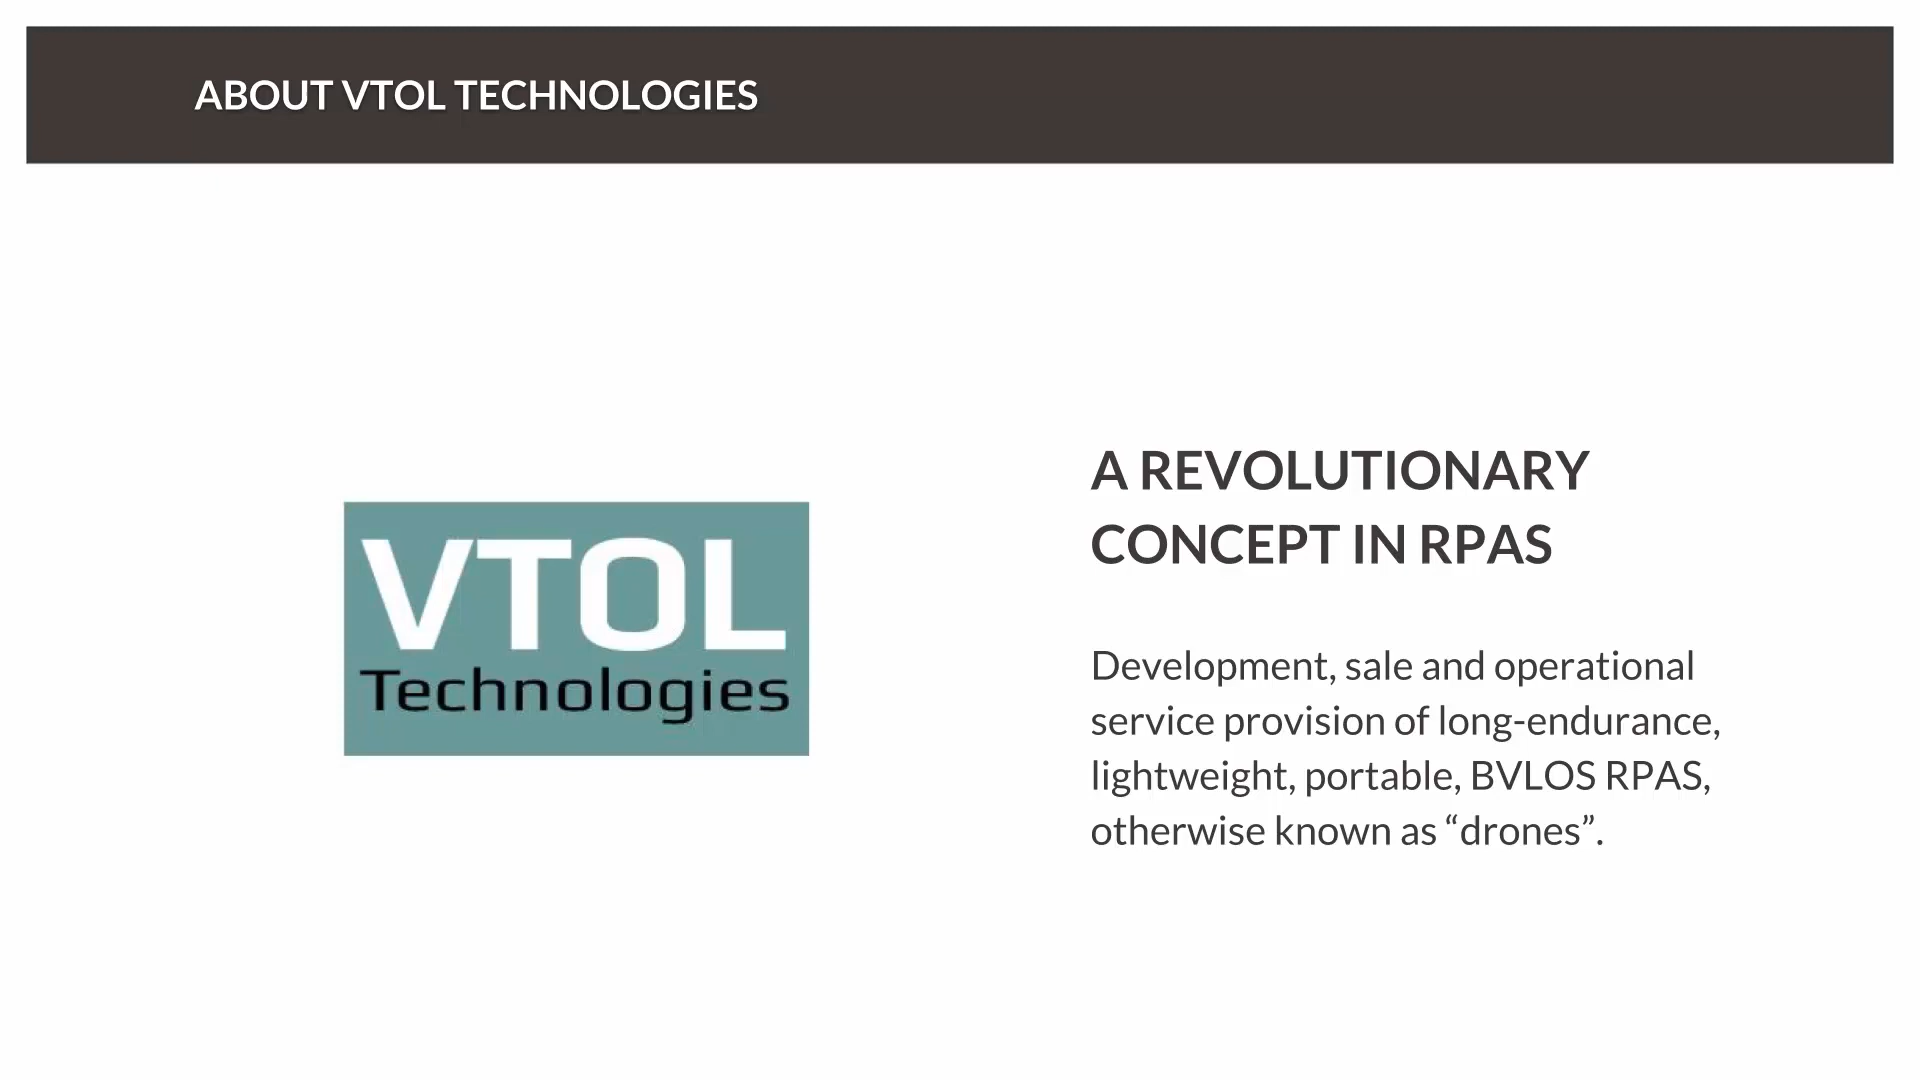 ABOUT VTOL TECHNOLOGIES
VTOL
Technologies
A REVOLUTIONARY
CONCEPT IN RPAS
Development, sale and operational
service provision of long-endurance,
lightweight, portable, BVLOS RPAS,
otherwise known as “drones”.